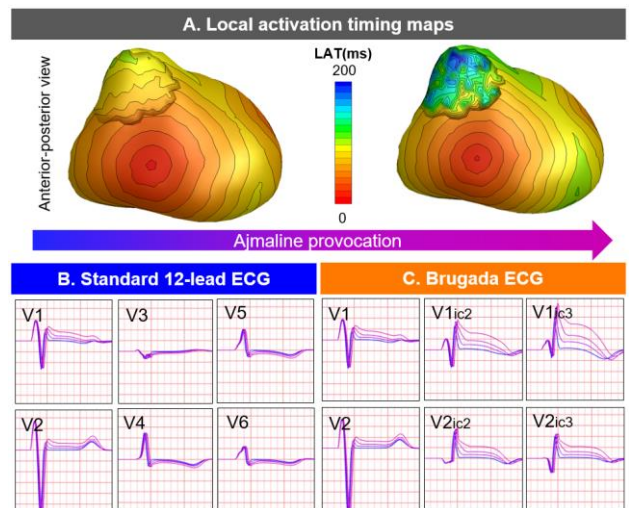 A. Local activation timing maps
Anterior-posterior view
LAT(ms)
200
0
Ajmaline provocation
B. Standard 12-lead ECG
C. Brugada ECG
V1
V3
V5
V1
V1ic2
V1ic3
V2
V4
V6
V2
V2ic2
V2ic3